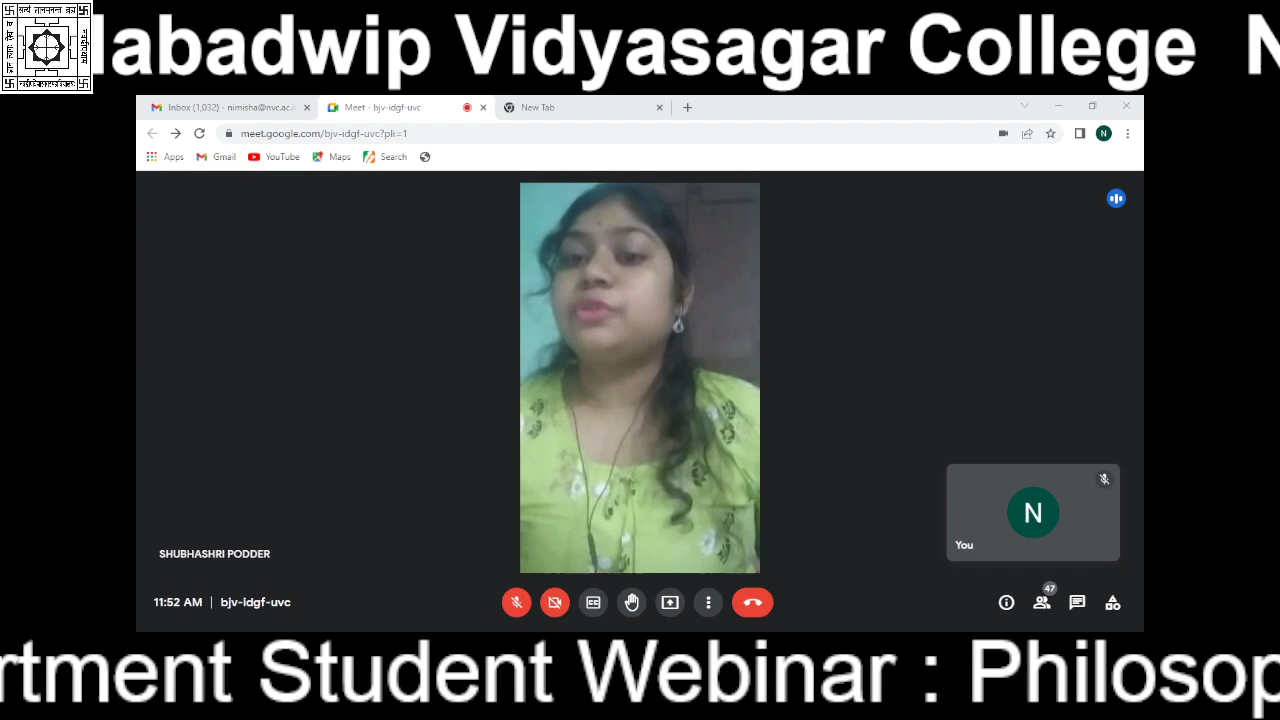 abadwip Vidyasagar College N
Inbox (1,032) - nimisha@nvc.ac.i
Meet - bjv-idgf-uvc
New Tab
meet.google.com/bjv-idgf-uvc?pli=1
N
Apps Gmail YouTube Maps Search
N
You
SHUBHASHRI PODDER
11:52 AM | bjv-idgf-uvc
CC
47
rtment Student Webinar : Philosop